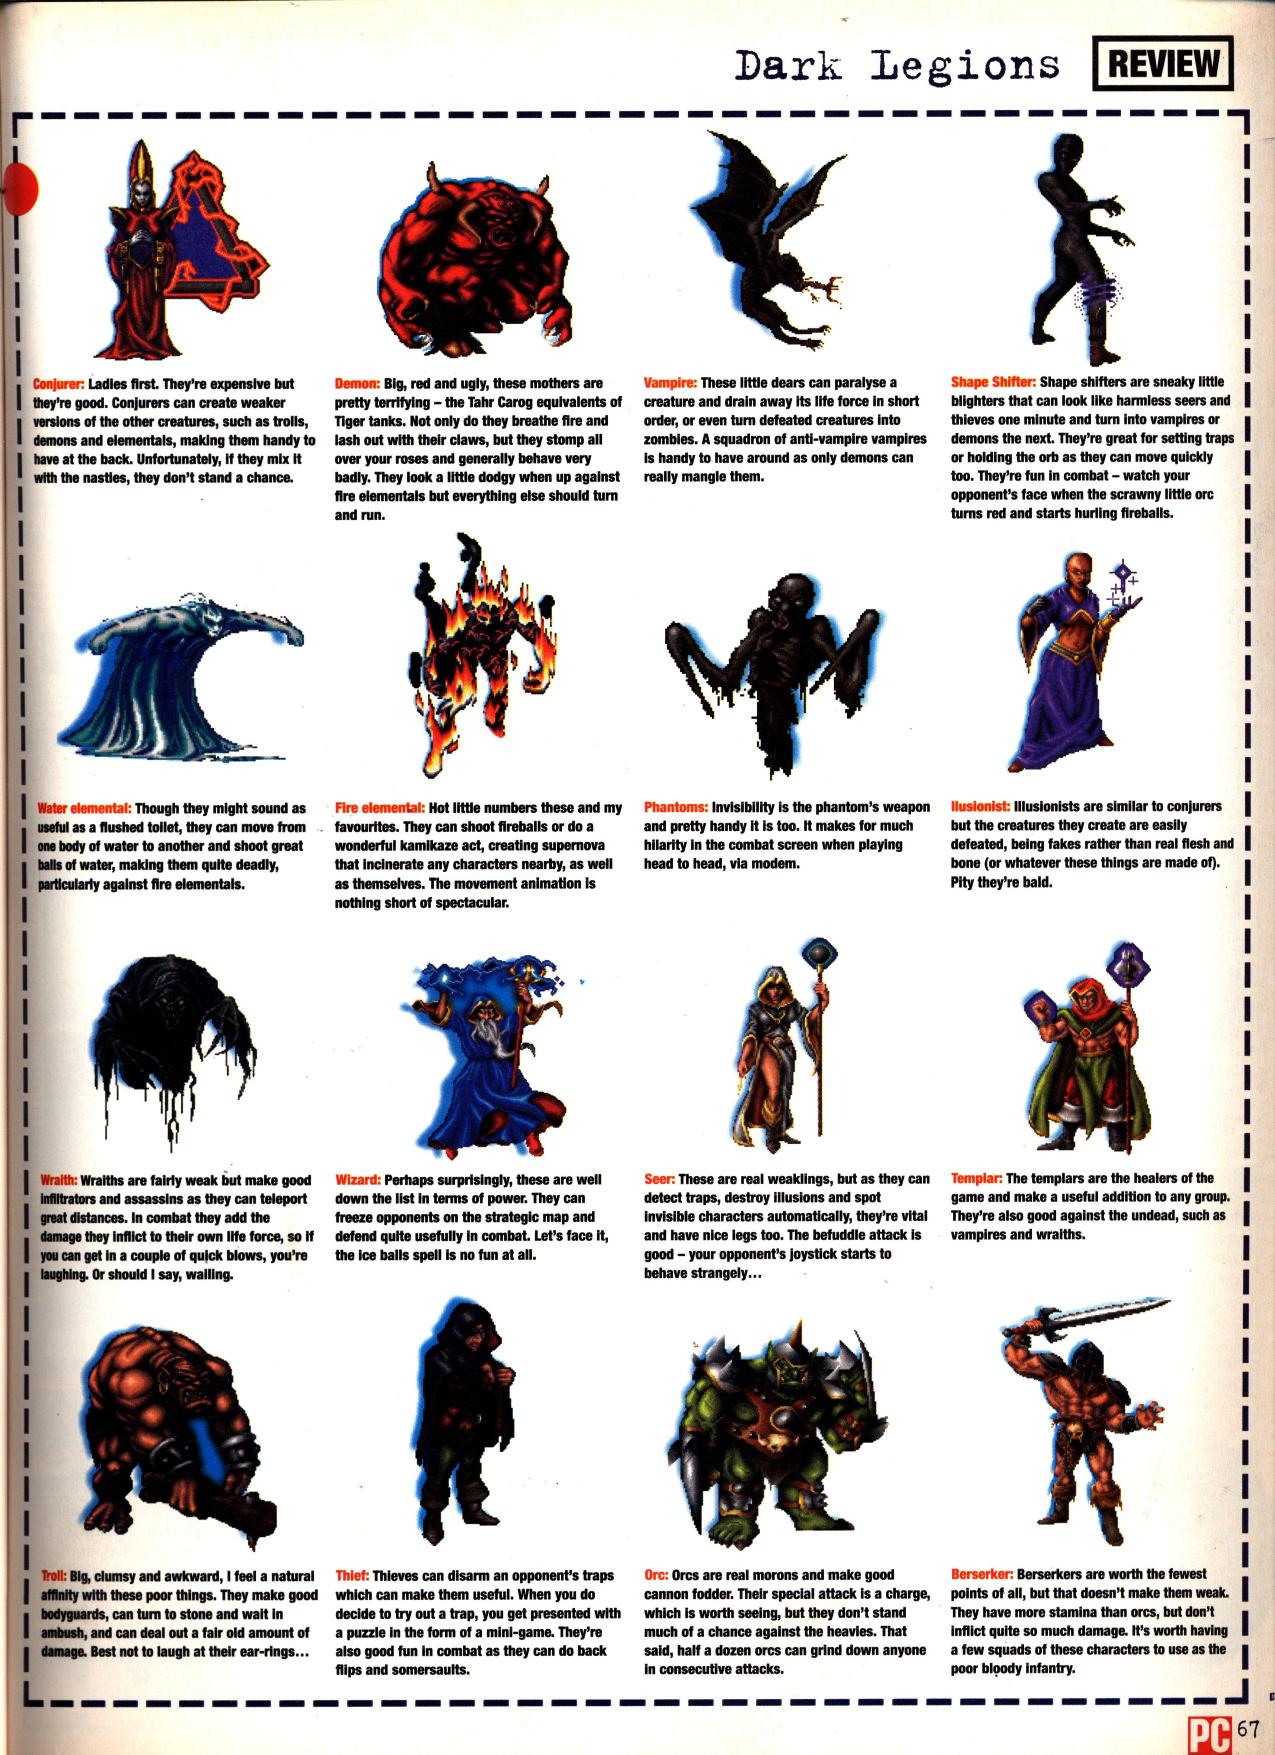 Dark Legions REVIEW
Conjurer: Ladies first. They're expensive but
they're good. Conjurers can create weaker
versions of the other creatures, such as trolls,
demons and elementals, making them handy to
have at the back. Unfortunately, if they mix it
with the nasties, they don't stand a chance.
Demon: Big, red and ugly, these mothers are
pretty terrifying – the Tahr Carog equivalents of
Tiger tanks. Not only do they breathe fire and
lash out with their claws, but they stomp all
over your roses and generally behave very
badly. They look a little dodgy when up against
fire elementals but everything else should turn
and run.
Vampire: These little dears can paralyse a
creature and drain away its life force in short
order, or even turn defeated creatures into
zombies. A squadron of anti-vampire vampires
is handy to have around as only demons can
really mangle them.
Shape Shifter: Shape shifters are sneaky little
blighters that can look like harmless seers and
thieves one minute and turn into vampires or
demons the next. They're great for setting traps
or holding the orb as they can move quickly
too. They're fun in combat – watch your
opponent's face when the scrawny little orc
turns red and starts hurling fireballs.
Water elemental: Though they might sound as
useful as a flushed toilet, they can move from
one body of water to another and shoot great
balls of water, making them quite deadly,
particularly against fire elementals.
Fire elemental: Hot little numbers these and my
favourites. They can shoot fireballs or do a
wonderful kamikaze act, creating supernova
that incinerate any characters nearby, as well
as themselves. The movement animation is
nothing short of spectacular.
Phantoms: Invisibility is the phantom's weapon
and pretty handy it is too. It makes for much
hilarity in the combat screen when playing
head to head, via modem.
Ilusionist: Illusionists are similar to conjurers
but the creatures they create are easily
defeated, being fakes rather than real flesh and
bone (or whatever these things are made of).
Pity they're bald.
Wraith: Wraiths are fairly weak but make good
infiltrators and assassins as they can teleport
great distances. In combat they add the
damage they inflict to their own life force, so if
you can get in a couple of quick blows, you're
laughing. Or should I say, wailing.
Wizard: Perhaps surprisingly, these are well
down the list in terms of power. They can
freeze opponents on the strategic map and
defend quite usefully in combat. Let's face it,
the ice balls spell is no fun at all.
Seer: These are real weaklings, but as they can
detect traps, destroy illusions and spot
invisible characters automatically, they're vital
and have nice legs too. The befuddle attack is
good – your opponent's joystick starts to
behave strangely...
Templar: The templars are the healers of the
game and make a useful addition to any group.
They're also good against the undead, such as
vampires and wraiths.
Troll: Big, clumsy and awkward, I feel a natural
affinity with these poor things. They make good
bodyguards, can turn to stone and wait in
ambush, and can deal out a fair old amount of
damage. Best not to laugh at their ear-rings...
Thief: Thieves can disarm an opponent's traps
which can make them useful. When you do
decide to try out a trap, you get presented with
a puzzle in the form of a mini-game. They're
also good fun in combat as they can do back
flips and somersaults.
Orc: Orcs are real morons and make good
cannon fodder. Their special attack is a charge,
which is worth seeing, but they don't stand
much of a chance against the heavies. That
said, half a dozen orcs can grind down anyone
in consecutive attacks.
Berserker: Berserkers are worth the fewest
points of all, but that doesn't make them weak.
They have more stamina than orcs, but don't
inflict quite so much damage. It's worth having
a few squads of these characters to use as the
poor bloody infantry.
PC 67